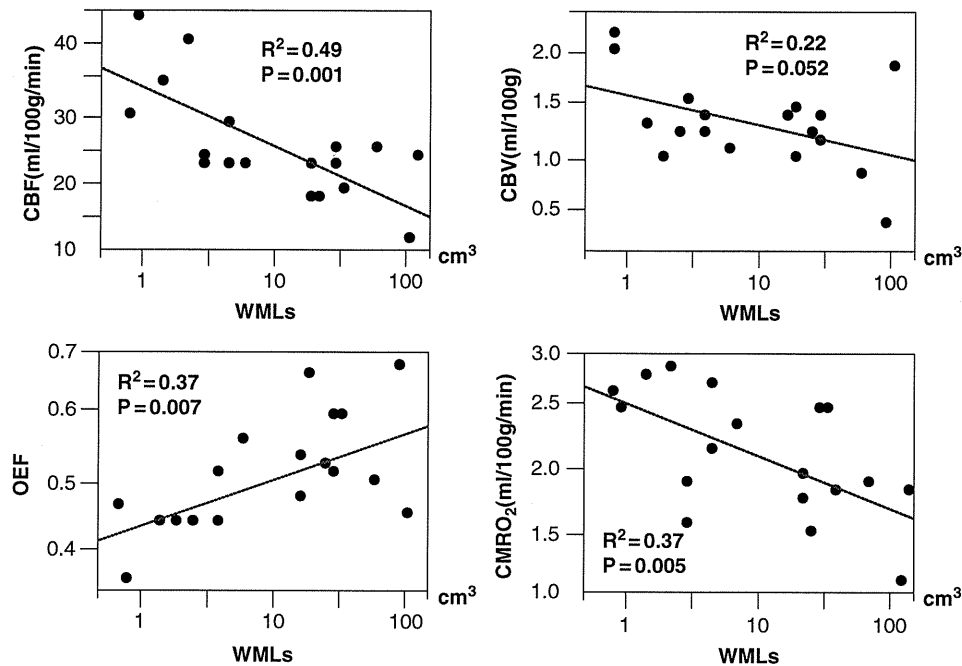 CBF(ml/100g/min)
40
30
20
10
R²=0.49
P=0.001
1
10
100
cm³
WMLs
CBV(ml/100g)
2.0
1.5
1.0
0.5
R²=0.22
P=0.052
1
10
100
cm³
WMLs
OEF
0.7
0.6
0.5
0.4
R²=0.37
P=0.007
1
10
100
cm³
WMLs
CMRO₂(ml/100g/min)
3.0
2.5
2.0
1.5
1.0
R²=0.37
P=0.005
1
10
100
cm³
WMLs